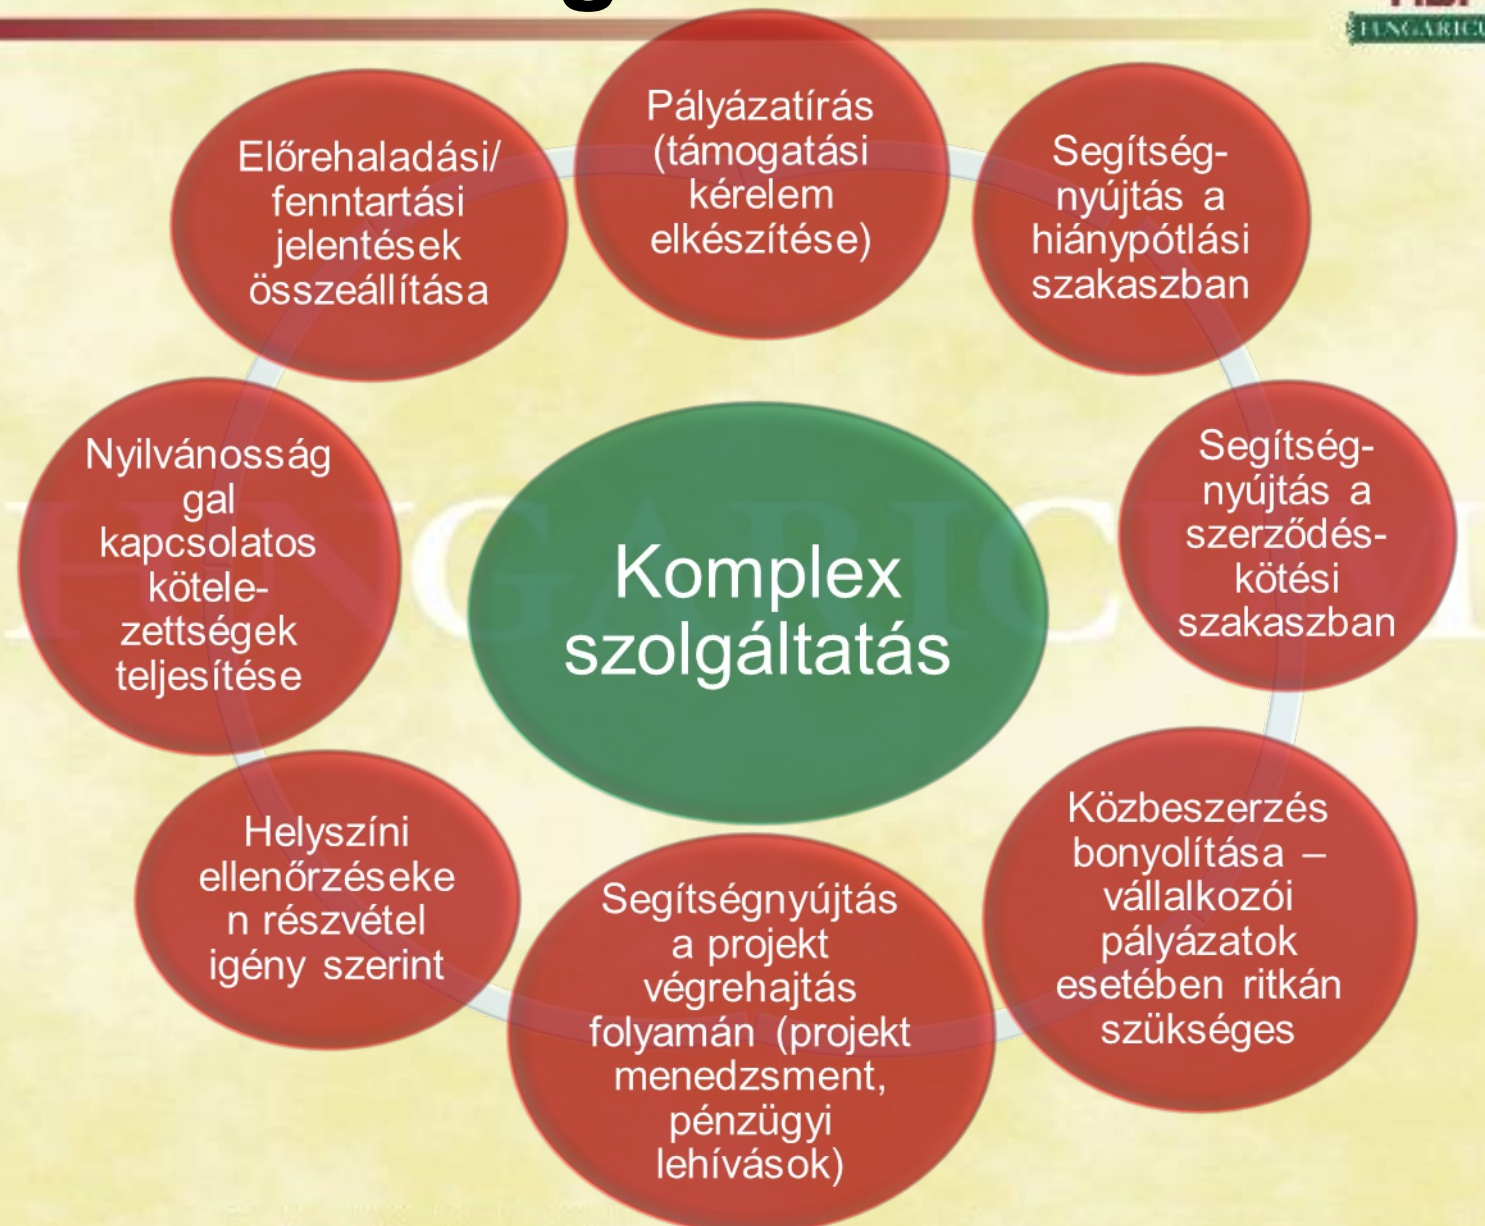 Pályázatírás
(támogatási
kérelem
elkészítése)
Segítség-
nyújtás a
hiánypótlási
szakaszban
Segítség-
nyújtás a
szerződés-
kötési
szakaszban
Közbeszerzés
bonyolítása –
vállalkozói
pályázatok
esetében ritkán
szükséges
Segítségnyújtás
a projekt
végrehajtás
folyamán (projekt
menedzsment,
pénzügyi
lehívások)
Helyszíni
ellenőrzéseke
n részvétel
igény szerint
Nyilvánosság
gal
kapcsolatos
kötele-
zettségek
teljesítése
Előrehaladási/
fenntartási
jelentések
összeállítása
Komplex
szolgáltatás